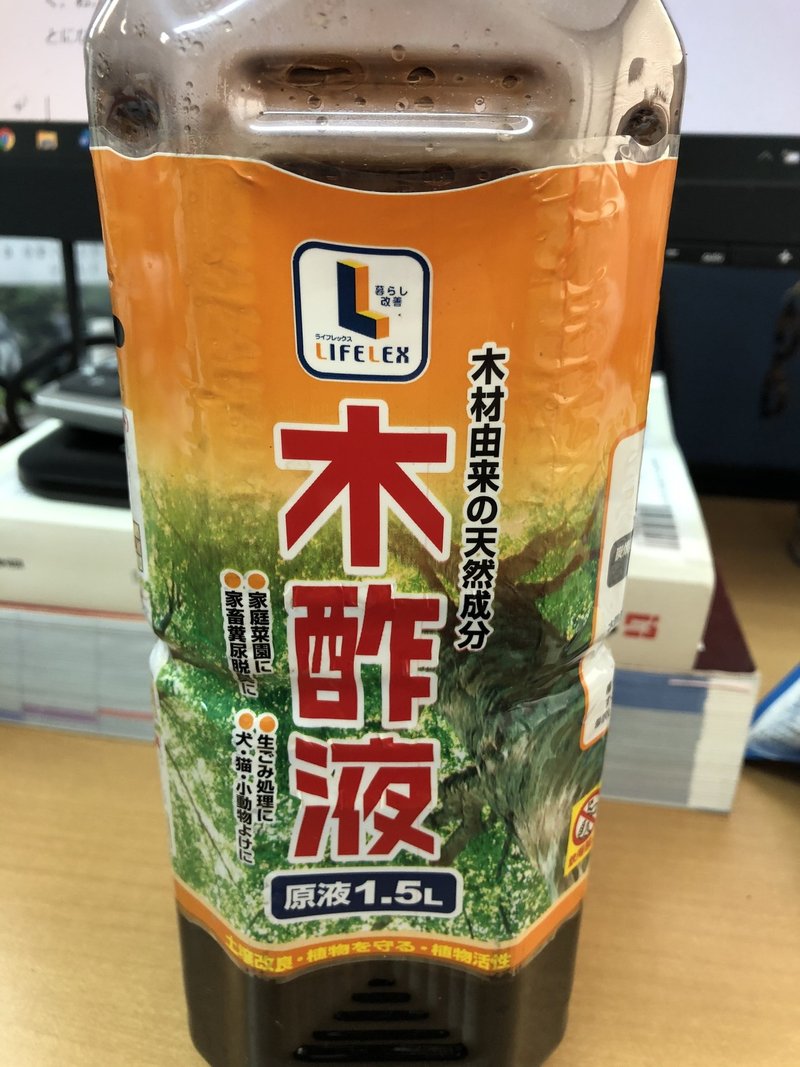 暮らし
改善
ライフレックス
LIFELEX
木材由来の天然成分
木酢液
家庭菜園に
家畜糞尿脱臭に
生ごみ処理に
犬・猫・小動物よけに
原液1.5L
土壌改良・植物を守る・植物活性